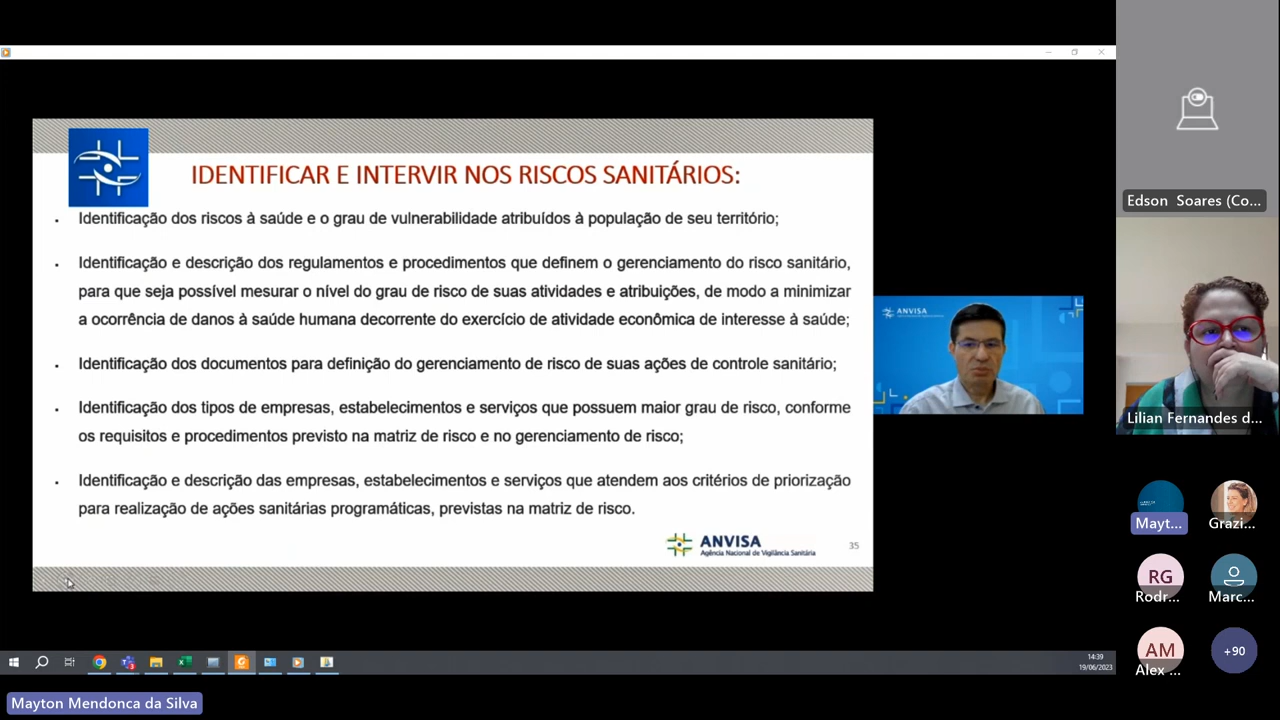 IDENTIFICAR E INTERVIR NOS RISCOS SANITÁRIOS:
Identificação dos riscos à saúde e o grau de vulnerabilidade atribuídos à população de seu território;
Identificação e descrição dos regulamentos e procedimentos que definem o gerenciamento do risco sanitário,
para que seja possível mesurar o nível do grau de risco de suas atividades e atribuições, de modo a minimizar
a ocorrência de danos à saúde humana decorrente do exercício de atividade econômica de interesse à saúde;
Identificação dos documentos para definição do gerenciamento de risco de suas ações de controle sanitário;
Identificação dos tipos de empresas, estabelecimentos e serviços que possuem maior grau de risco, conforme
os requisitos e procedimentos previsto na matriz de risco e no gerenciamento de risco;
Identificação e descrição das empresas, estabelecimentos e serviços que atendem aos critérios de priorização
para realização de ações sanitárias programáticas, previstas na matriz de risco.
ANVISA
Agência Nacional de Vigilância Sanitária
35
ANVISA
Edson Soares (Co...
Lilian Fernandes d...
Mayt...
Grazi...
RG
Rodr...
Marc...
AM
Alex ...
+90
14:39
19/06/2023
Mayton Mendonca da Silva